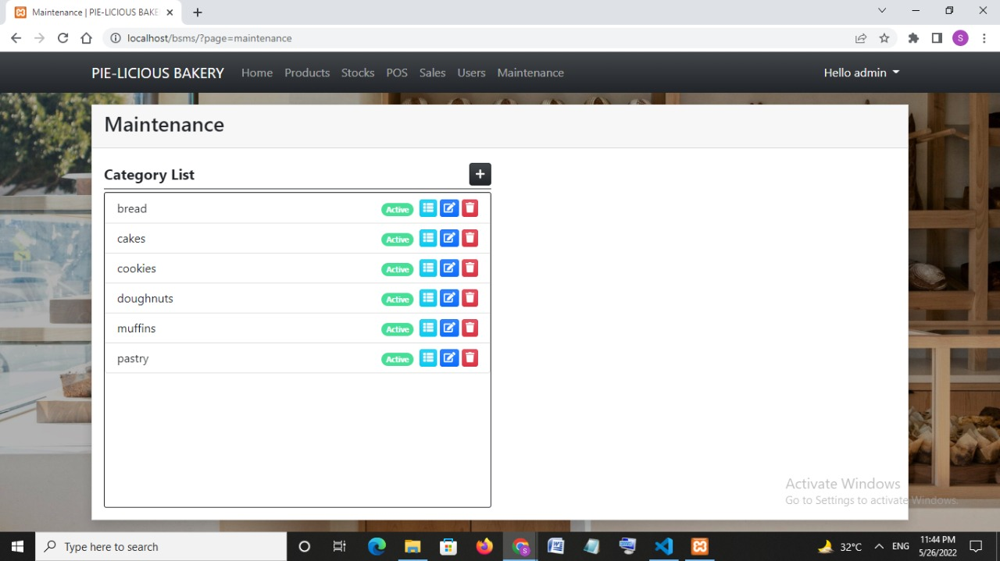 Maintenance | PIE-LICIOUS BAKE
localhost/bsms/?page=maintenance
S
PIE-LICIOUS BAKERY Home Products Stocks POS Sales Users Maintenance Hello admin
Maintenance
Category List
bread Active
cakes Active
cookies Active
doughnuts Active
muffins Active
pastry Active
Activate Windows
Go to Settings to activate Windows.
Type here to search 32°C ENG 11:44 PM
5/26/2022